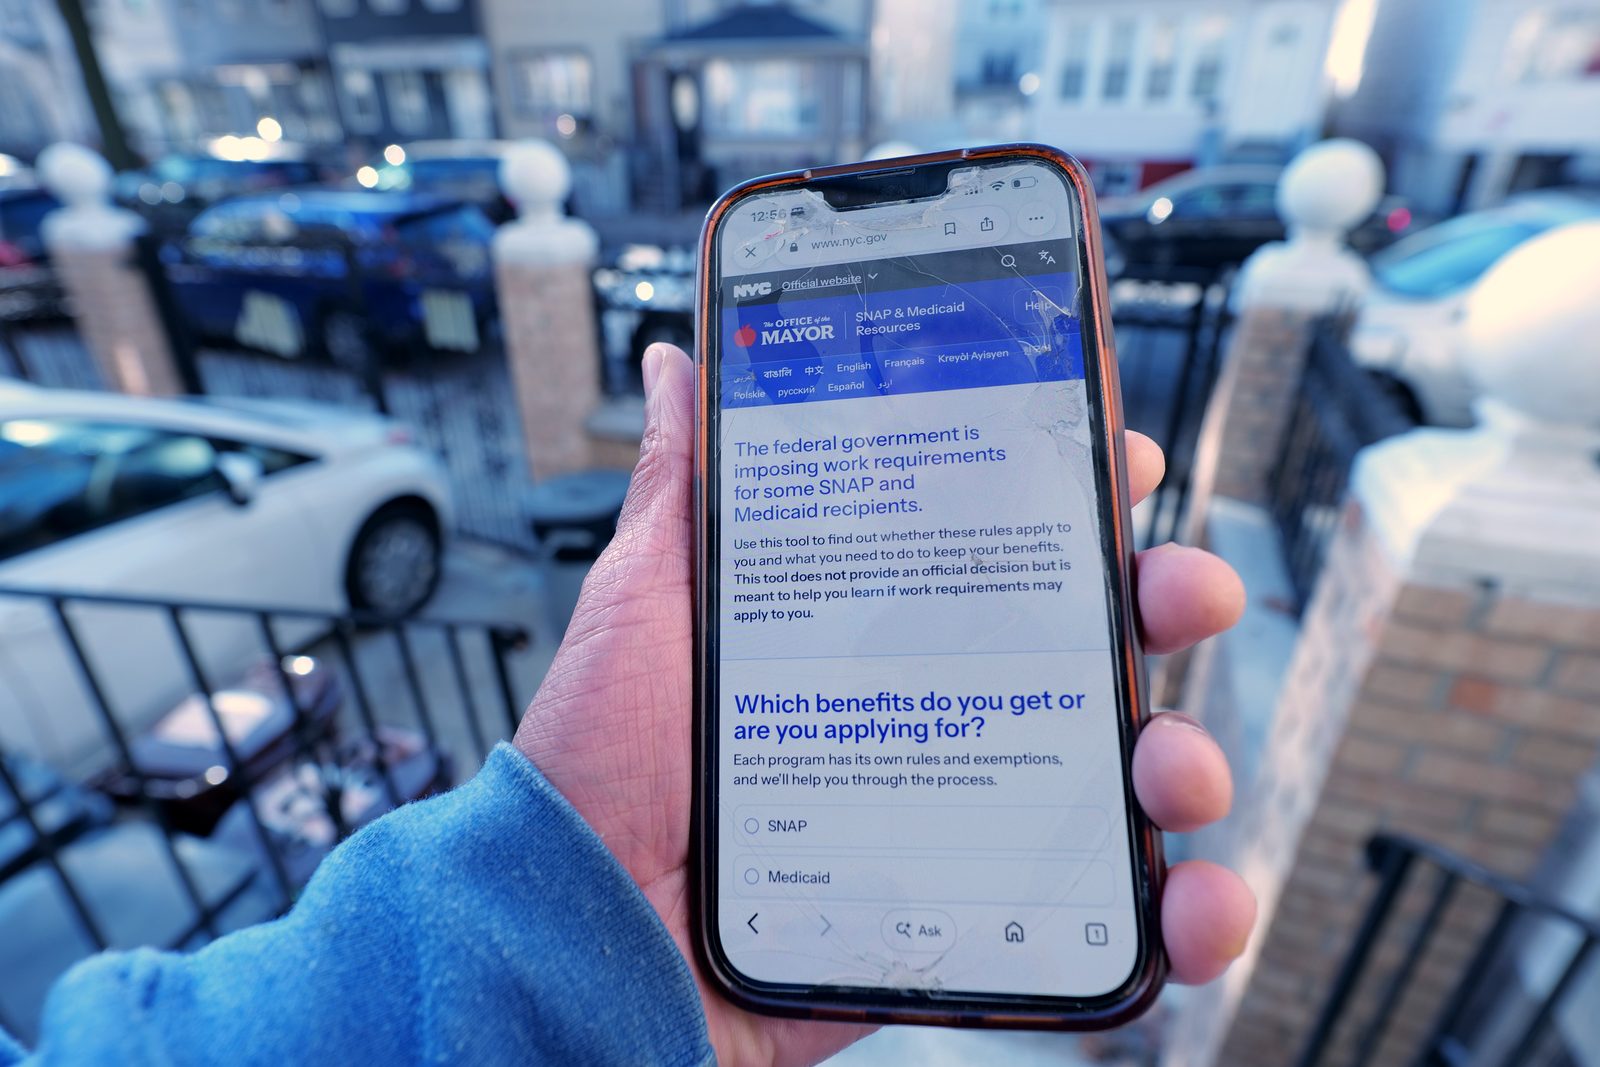 12:56
www.nyc.gov
NYC Official website
The OFFICE of the
MAYOR
SNAP & Medicaid
Resources
Help
বাঙালি 中文 English Français Kreyòl Ayisyen
Polskie русский Español اردو
The federal government is
imposing work requirements
for some SNAP and
Medicaid recipients.
Use this tool to find out whether these rules apply to
you and what you need to do to keep your benefits.
This tool does not provide an official decision but is
meant to help you learn if work requirements may
apply to you.
Which benefits do you get or
are you applying for?
Each program has its own rules and exemptions,
and we'll help you through the process.
SNAP
Medicaid
Ask
1